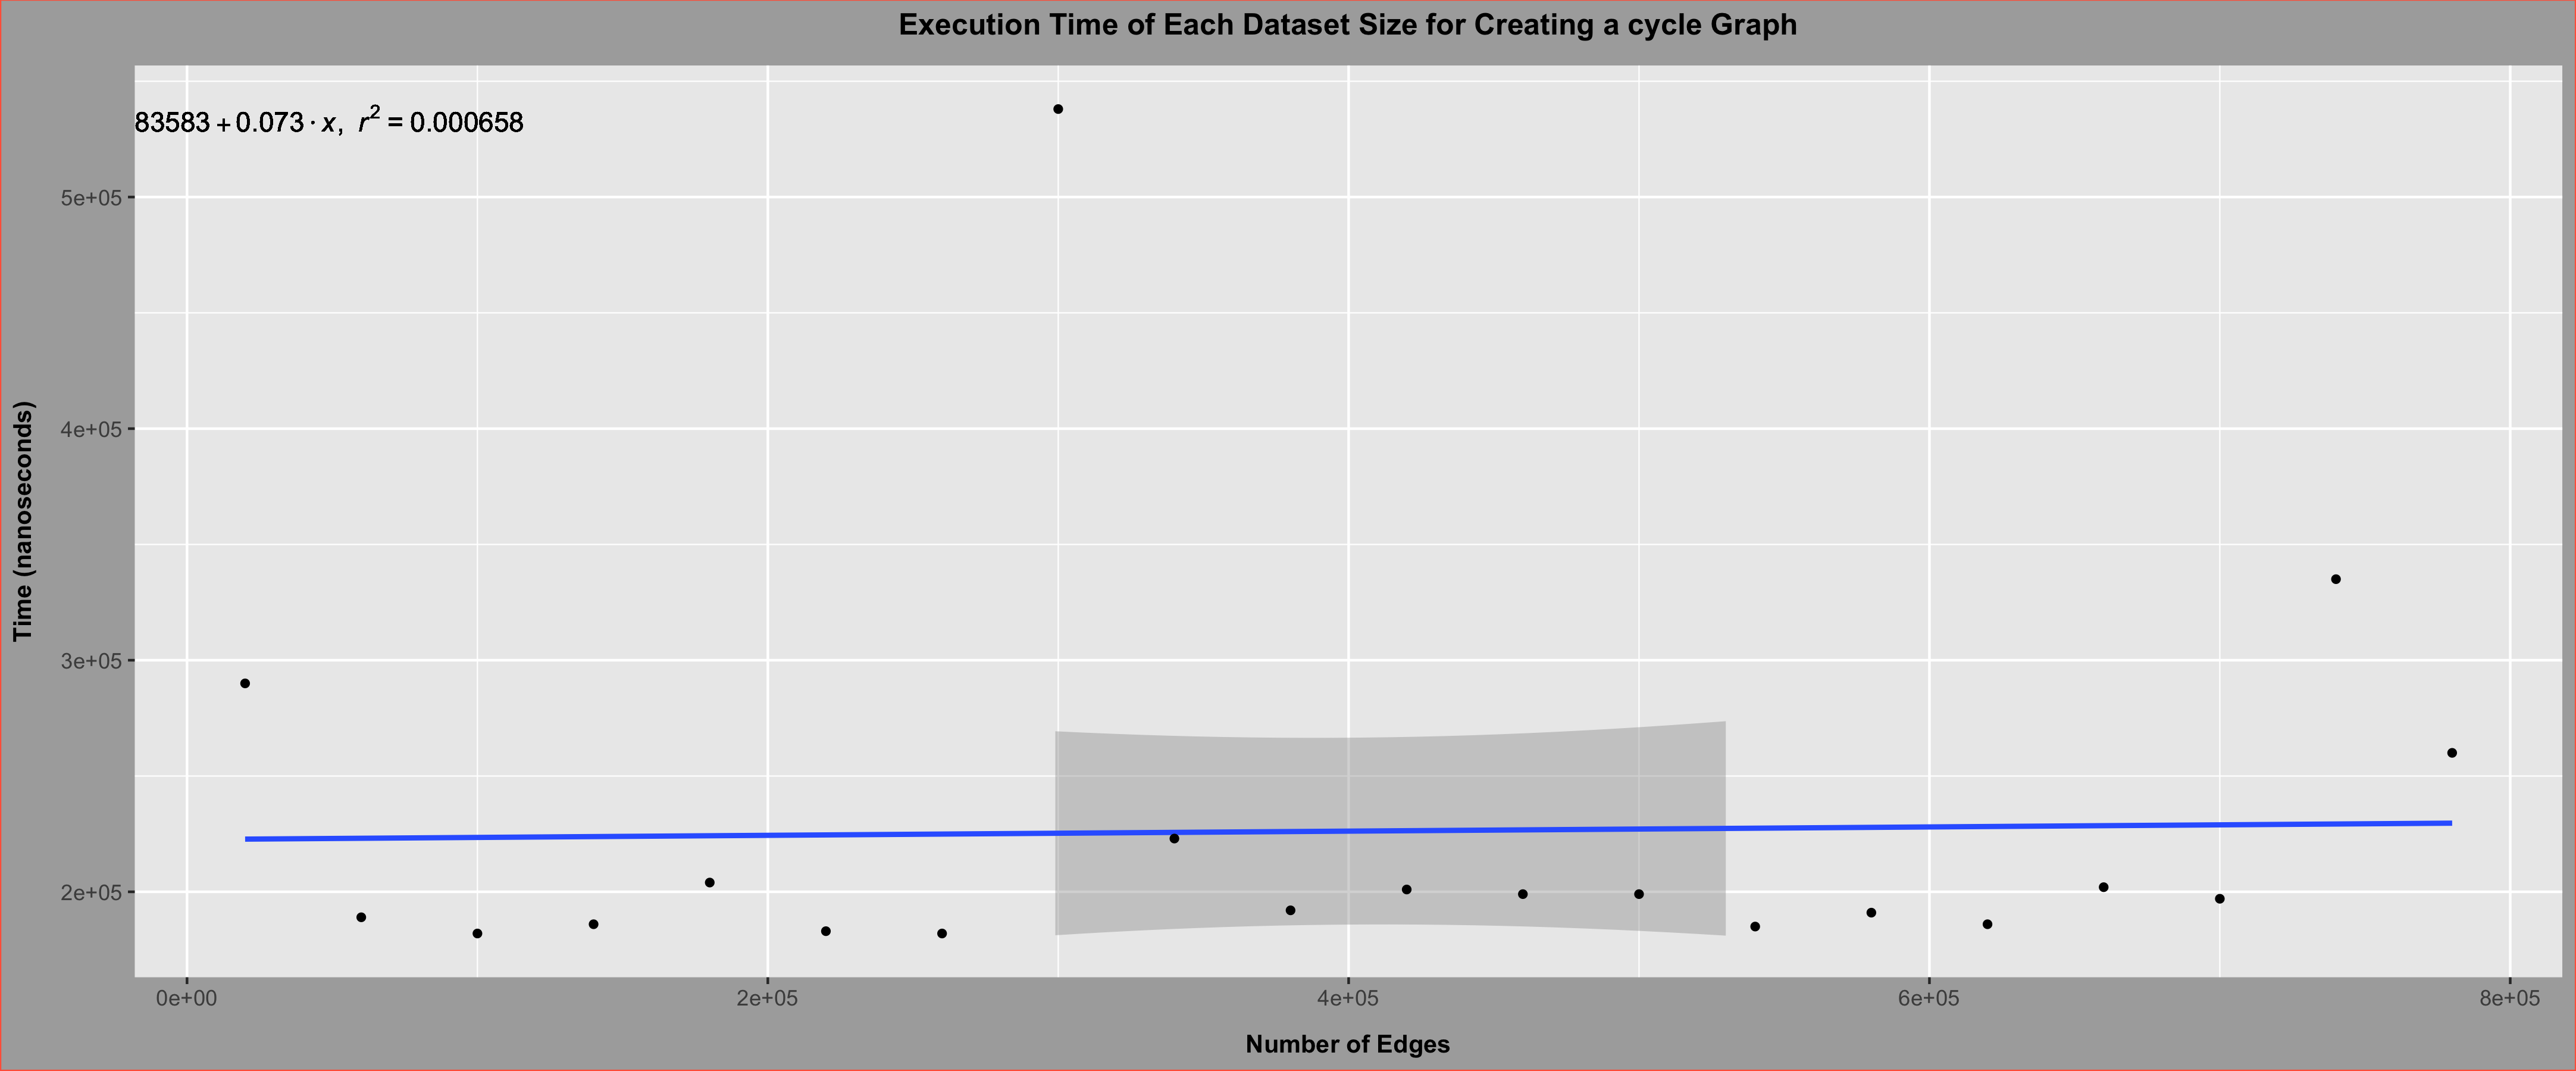 Execution Time of Each Dataset Size for Creating a cycle Graph
83583 + 0.073 · x, r² = 0.000658
5e+05
4e+05
3e+05
2e+05
Time (nanoseconds)
0e+00 2e+05 4e+05 6e+05 8e+05
Number of Edges